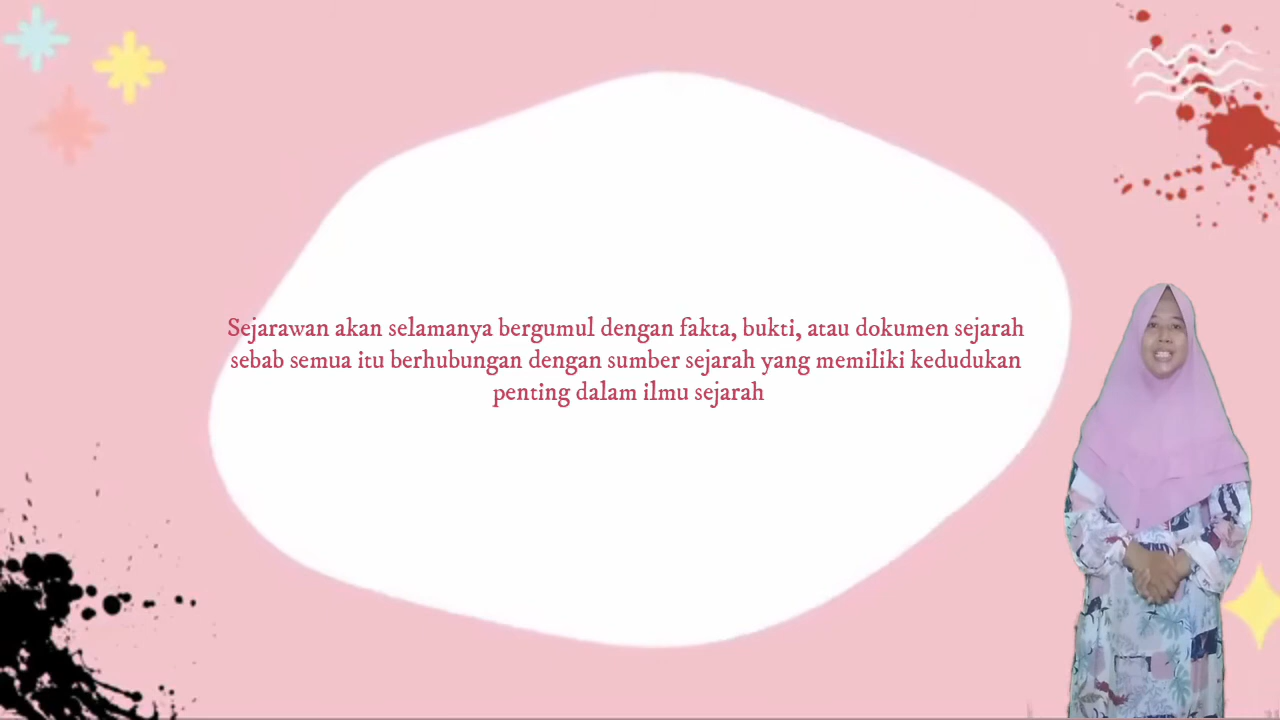 Sejarawan akan selamanya bergumul dengan fakta, bukti, atau dokumen sejarah
sebab semua itu berhubungan dengan sumber sejarah yang memiliki kedudukan
penting dalam ilmu sejarah